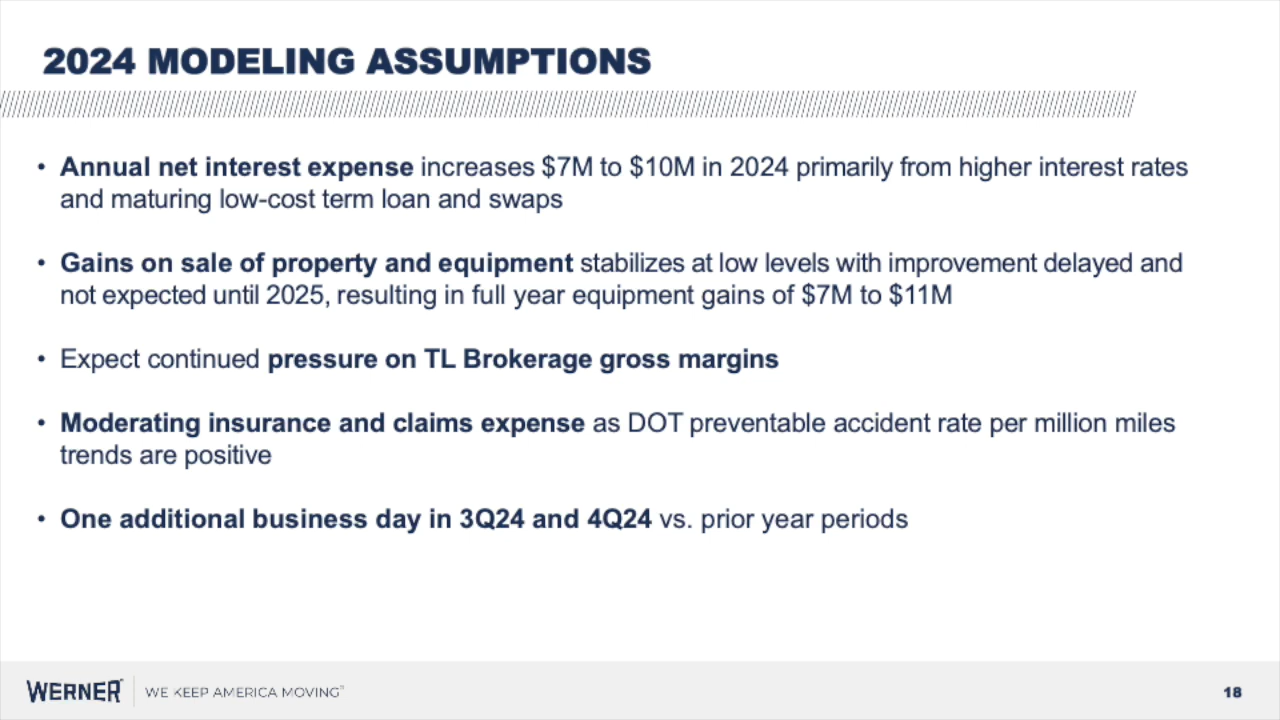 2024 MODELING ASSUMPTIONS
• Annual net interest expense increases $7M to $10M in 2024 primarily from higher interest rates
and maturing low-cost term loan and swaps
• Gains on sale of property and equipment stabilizes at low levels with improvement delayed and
not expected until 2025, resulting in full year equipment gains of $7M to $11M
• Expect continued pressure on TL Brokerage gross margins
• Moderating insurance and claims expense as DOT preventable accident rate per million miles
trends are positive
• One additional business day in 3Q24 and 4Q24 vs. prior year periods
WERNER WE KEEP AMERICA MOVING 18